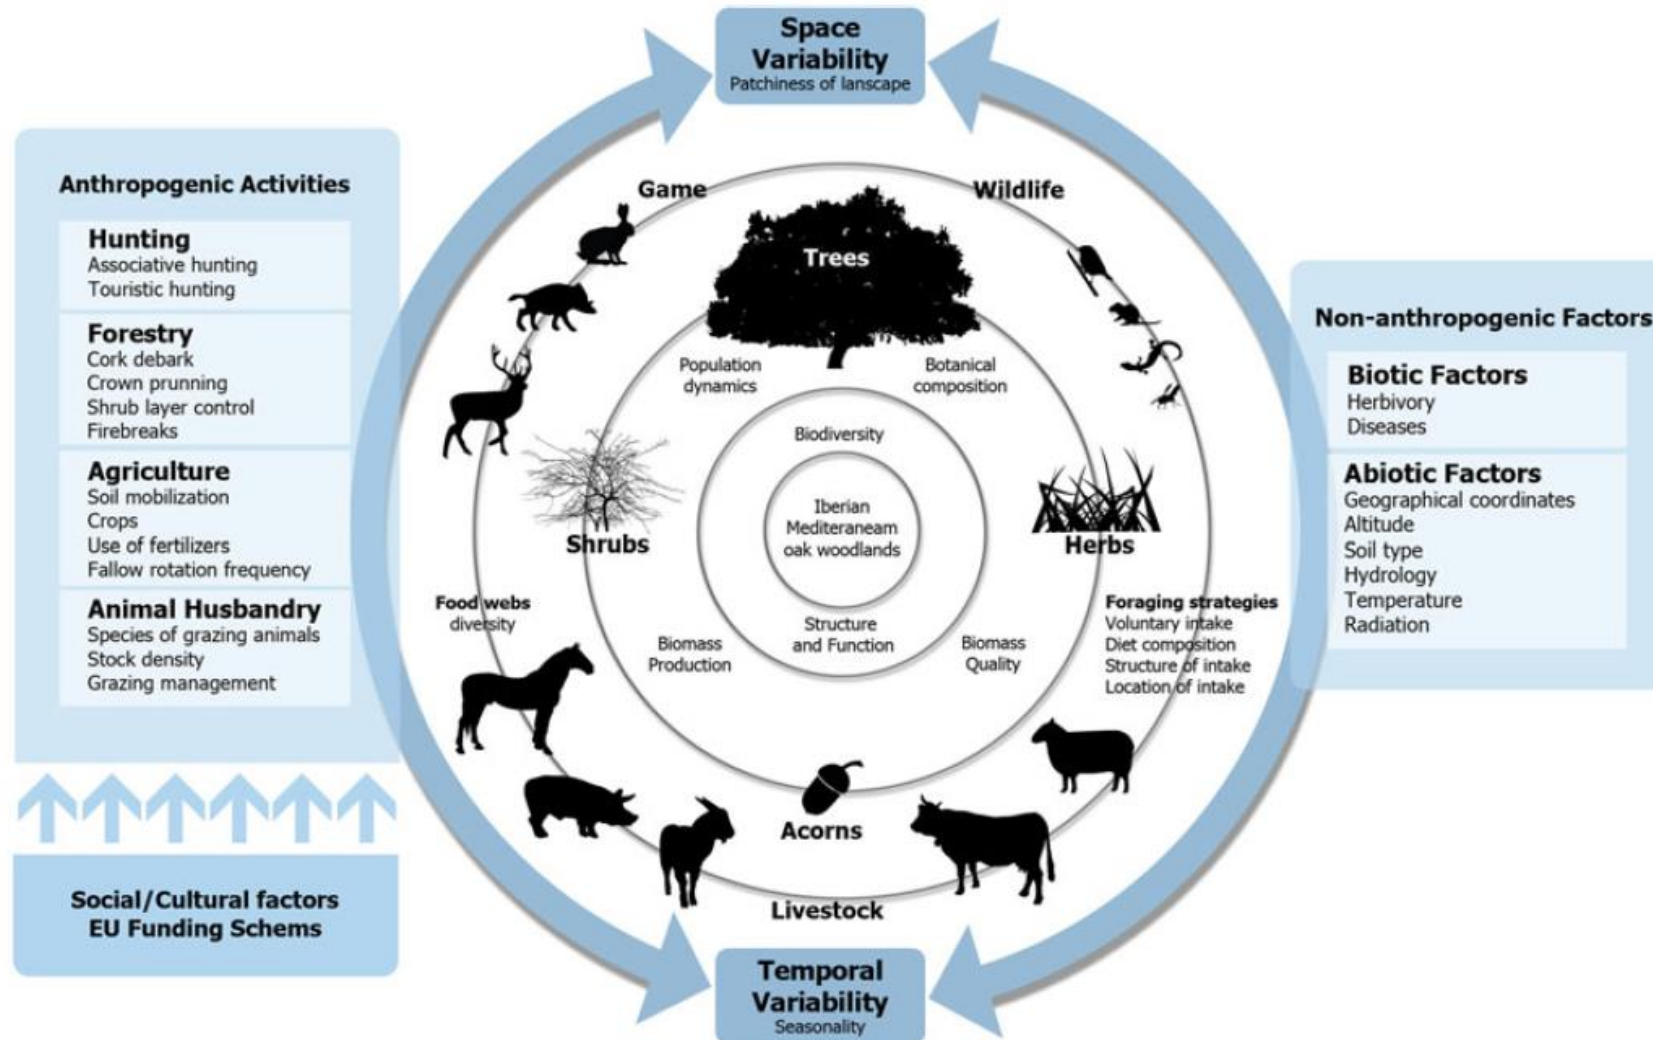 Space
Variability
Patchiness of lanscape
Anthropogenic Activities
Hunting
Associative hunting
Touristic hunting
Forestry
Cork debark
Crown prunning
Shrub layer control
Firebreaks
Agriculture
Soil mobilization
Crops
Use of fertilizers
Fallow rotation frequency
Animal Husbandry
Species of grazing animals
Stock density
Grazing management
Social/Cultural factors
EU Funding Schems
Game
Wildlife
Trees
Population
dynamics
Botanical
composition
Biodiversity
Iberian
Mediteraneam
oak woodlands
Shrubs
Herbs
Food webs
diversity
Biomass
Production
Structure
and Function
Biomass
Quality
Foraging strategies
Voluntary intake
Diet composition
Structure of intake
Location of intake
Acorns
Livestock
Non-anthropogenic Factors
Biotic Factors
Herbivory
Diseases
Abiotic Factors
Geographical coordinates
Altitude
Soil type
Hydrology
Temperature
Radiation
Temporal
Variability
Seasonality